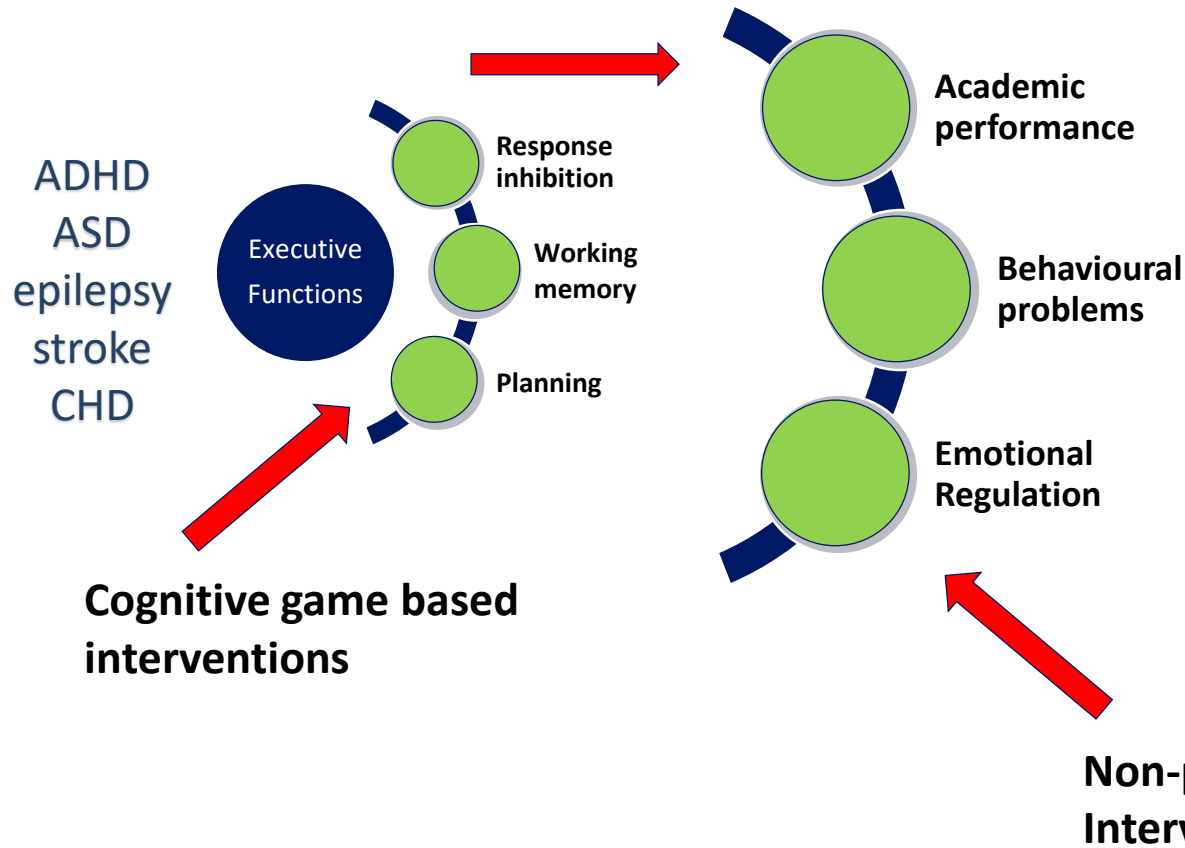 ADHD
ASD
epilepsy
stroke
CHD
Executive
Functions
Response
inhibition
Working
memory
Planning
Academic
performance
Behavioural
problems
Emotional
Regulation
Cognitive game based
interventions